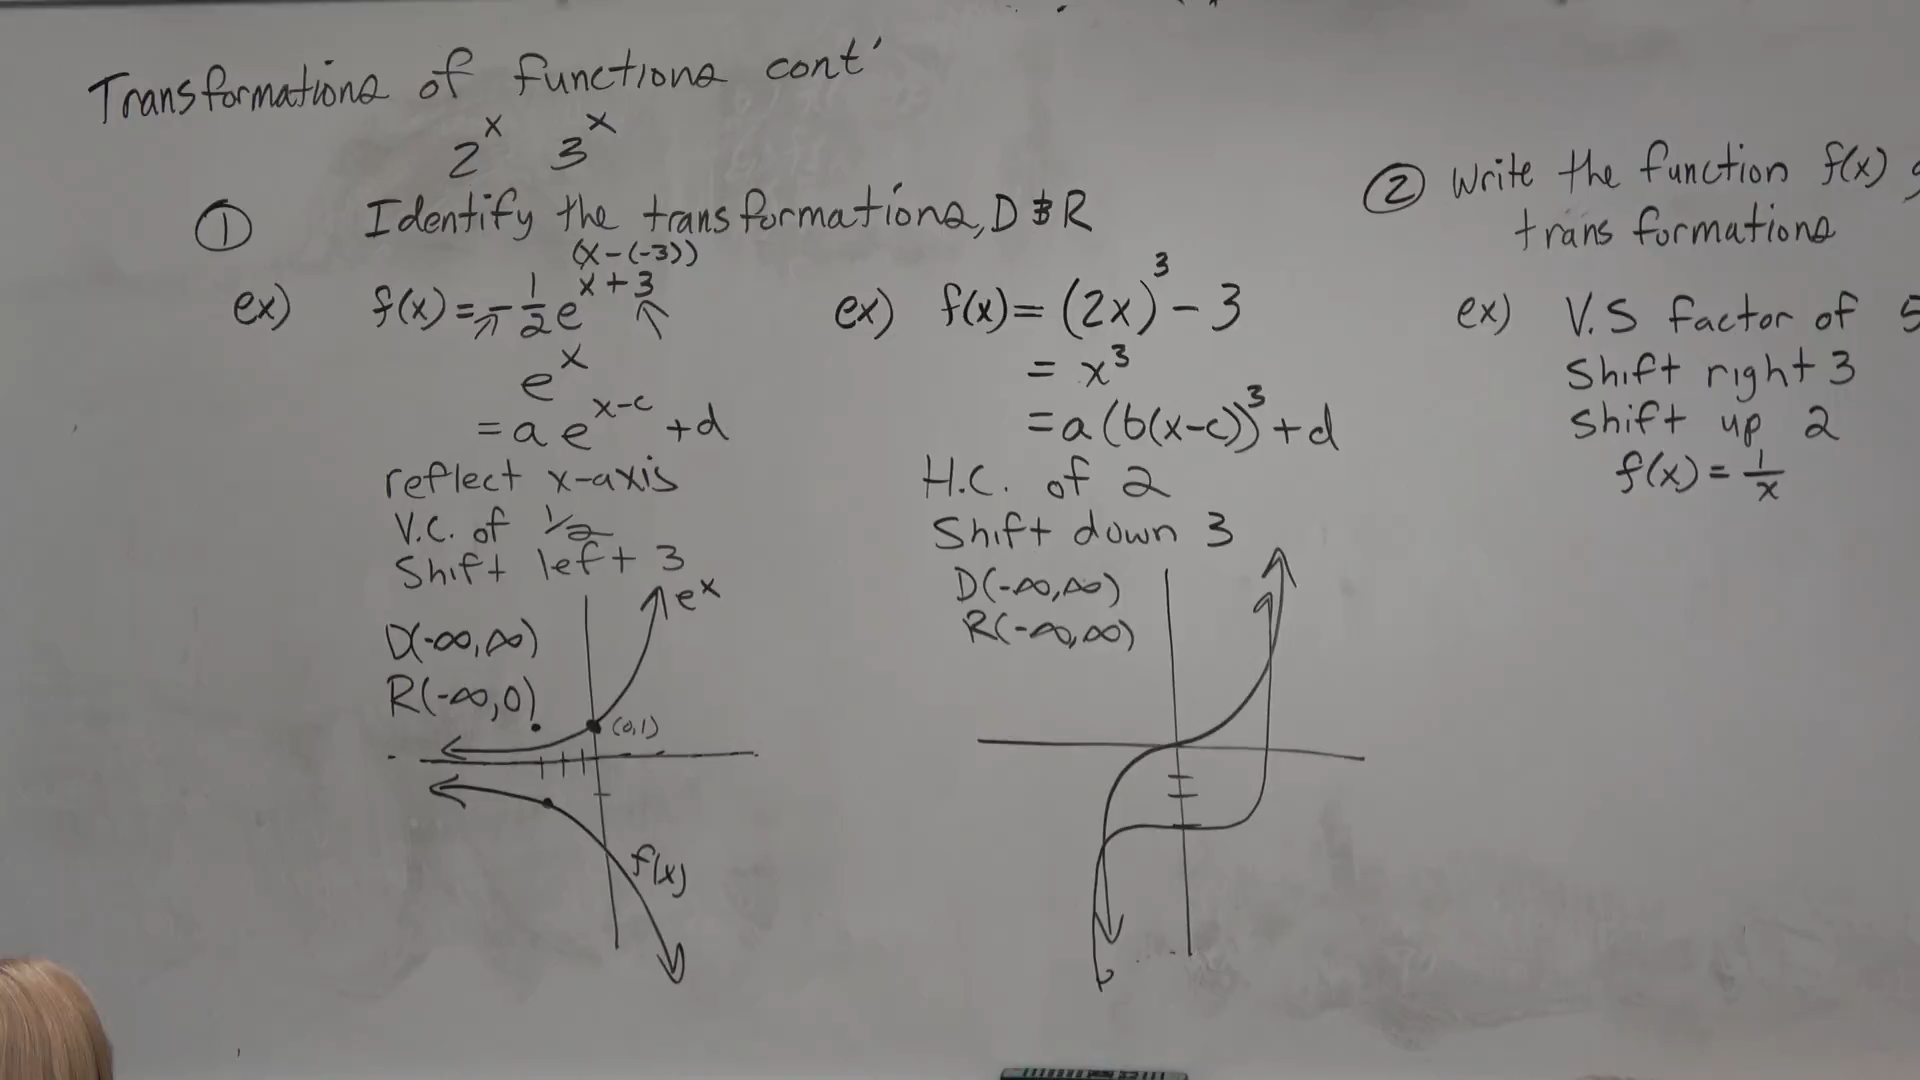 Transformations of functions cont'
2^x 3^x
① Identify the transformations, D & R
(x-(-3))
ex) f(x) = -1/2 e^(x+3)
e^x
= a e^(x-c) + d
reflect x-axis
V.C. of 1/2
Shift left 3
D(-∞,∞)
R(-∞,0)
e^x
(0,1)
f(x)
ex) f(x) = (2x)^3 - 3
= x^3
= a(b(x-c))^3 + d
H.C. of 2
Shift down 3
D(-∞,∞)
R(-∞,∞)
② Write the function f(x)
transformations
ex) V.S factor of 5
Shift right 3
Shift up 2
f(x) = 1/x